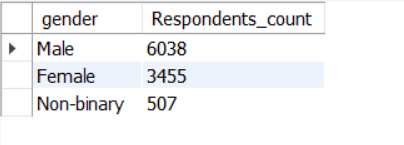 gender Respondents_count
Male 6038
Female 3455
Non-binary 507